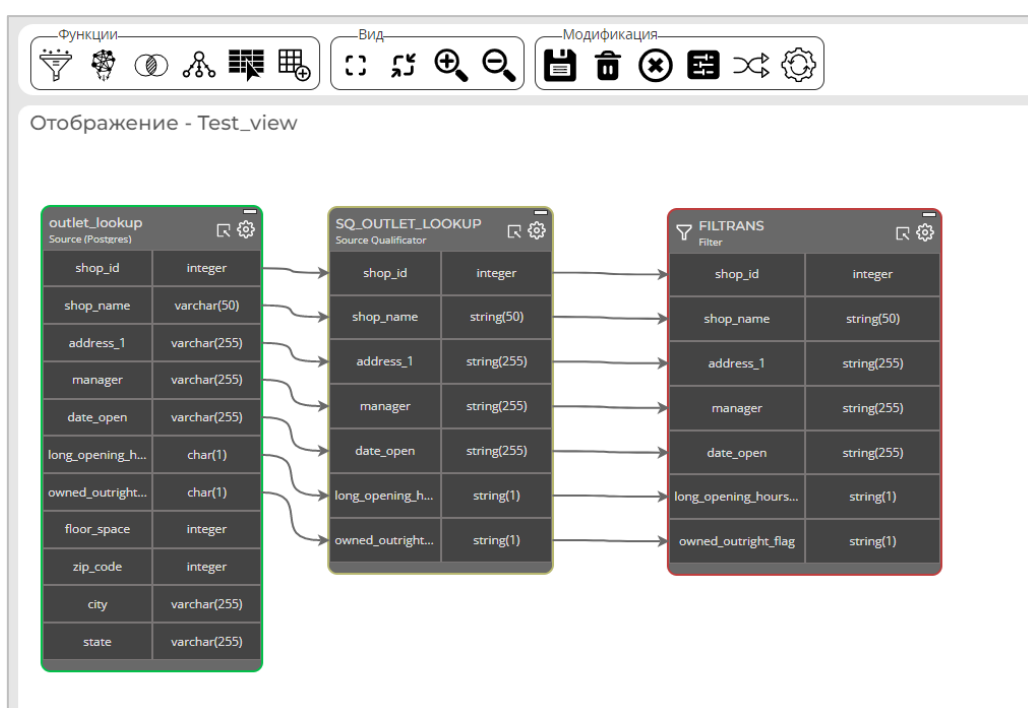 Функции
Вид
Модификация
Отображение - Test_view
outlet_lookup
Source (Postgres)
shop_id integer
shop_name varchar(50)
address_1 varchar(255)
manager varchar(255)
date_open varchar(255)
long_opening_h... char(1)
owned_outright... char(1)
floor_space integer
zip_code integer
city varchar(255)
state varchar(255)
SQ_OUTLET_LOOKUP
Source Qualificator
shop_id integer
shop_name string(50)
address_1 string(255)
manager string(255)
date_open string(255)
long_opening_h... string(1)
owned_outright... string(1)
FILTRANS
Filter
shop_id integer
shop_name string(50)
address_1 string(255)
manager string(255)
date_open string(255)
long_opening_hours... string(1)
owned_outright_flag string(1)